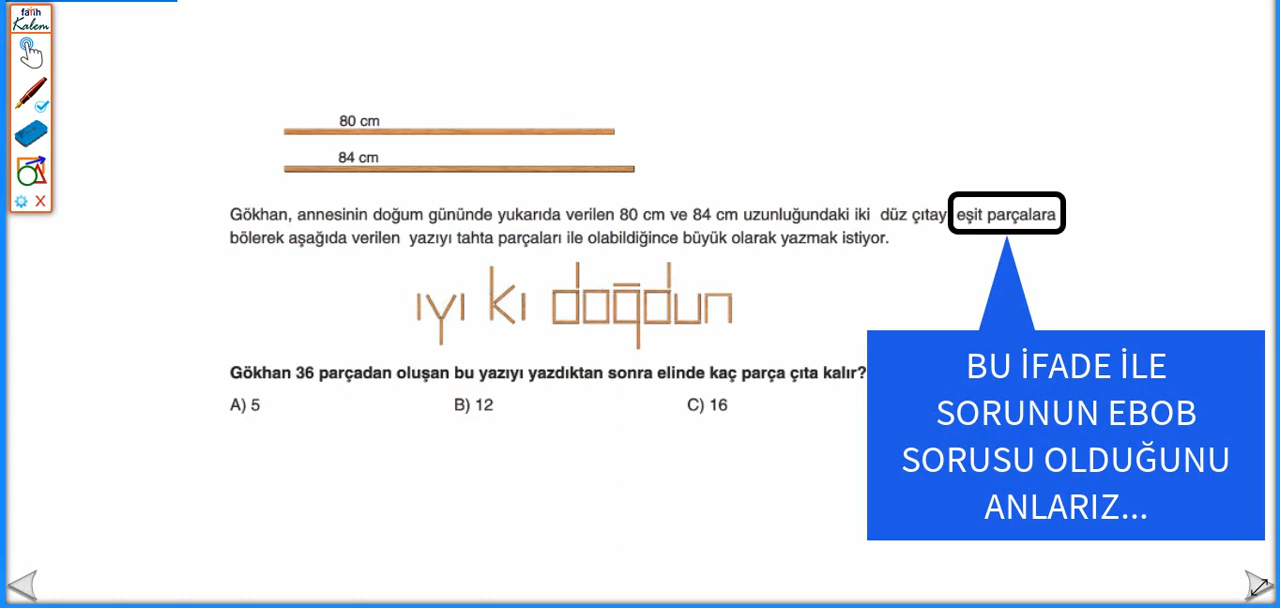 fatih
Kalem
80 cm
84 cm
Gökhan, annesinin doğum gününde yukarıda verilen 80 cm ve 84 cm uzunluğundaki iki düz çıtayı eşit parçalara
bölerek aşağıda verilen yazıyı tahta parçaları ile olabildiğince büyük olarak yazmak istiyor.
ıyı kı doğdun
Gökhan 36 parçadan oluşan bu yazıyı yazdıktan sonra elinde kaç parça çıta kalır?
A) 5 B) 12 C) 16
BU İFADE İLE
SORUNUN EBOB
SORUSU OLDUĞUNU
ANLARIZ...